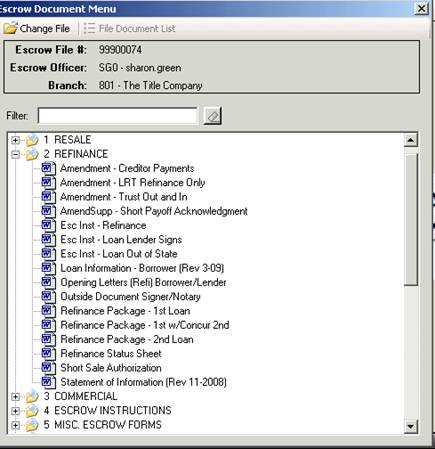 Escrow Document Menu
Change File File Document List
Escrow File #: 99900074
Escrow Officer: SGO - sharon.green
Branch: 801 - The Title Company
Filter:
1 RESALE
2 REFINANCE
Amendment - Creditor Payments
Amendment - LRT Refinance Only
Amendment - Trust Out and In
AmendSupp - Short Payoff Acknowledgment
Esc Inst - Refinance
Esc Inst - Loan Lender Signs
Esc Inst - Loan Out of State
Loan Information - Borrower (Rev 3-09)
Opening Letters (Refi) Borrower/Lender
Outside Document Signer/Notary
Refinance Package - 1st Loan
Refinance Package - 1st w/Concur 2nd
Refinance Package - 2nd Loan
Refinance Status Sheet
Short Sale Authorization
Statement of Information (Rev 11-2008)
3 COMMERCIAL
4 ESCROW INSTRUCTIONS
5 MISC. ESCROW FORMS